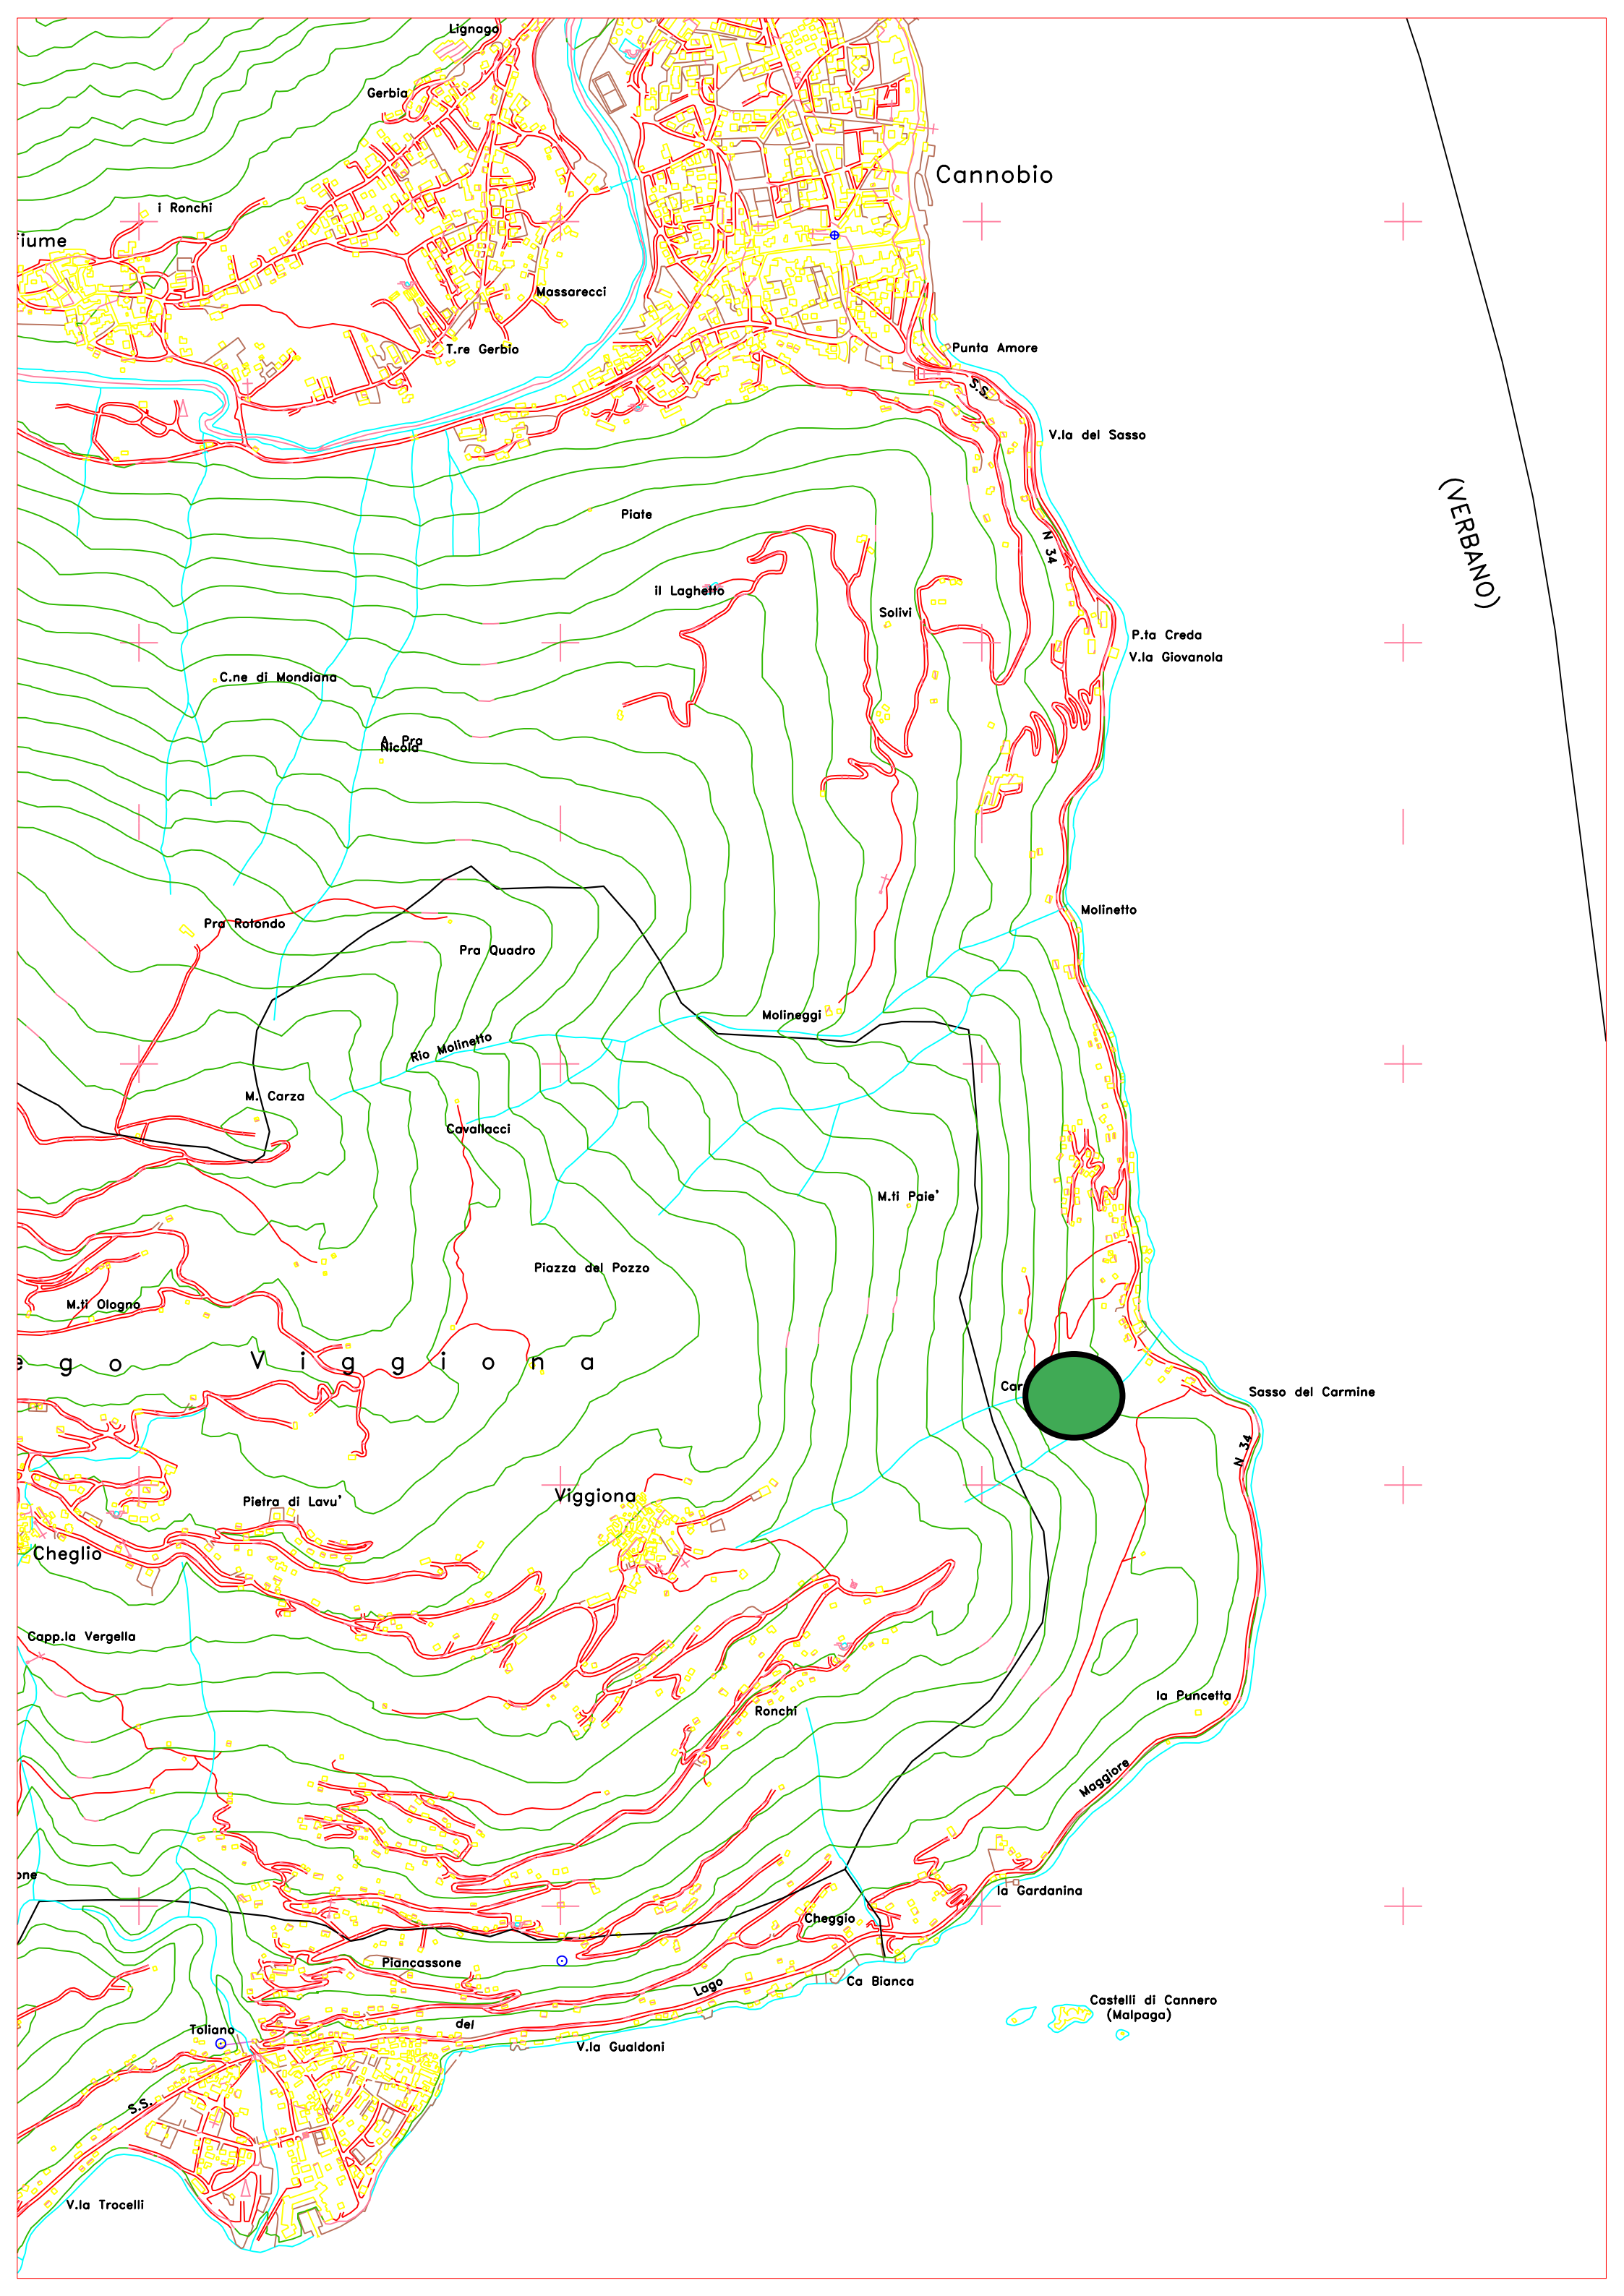 Lignago
Gerbia
Cannobio
i Ronchi
fiume
Massarecci
T.re Gerbio
Punta Amore
S.S.
V.la del Sasso
(VERBANO)
Piate
N 34
il Laghetto
Solivi
P.ta Creda
V.la Giovanola
C.ne di Mondiana
A. Pra
Nicola
Molinetto
Pra Rotondo
Pra Quadro
Molineggi
Rio Molinetto
M. Carza
Cavallacci
M.ti Paie'
Piazza del Pozzo
M.ti Ologno
ego Viggiona
Car
Sasso del Carmine
N 34
Viggiona
Pietra di Lavu'
Cheglio
Capp.la Vergella
la Puncetta
Ronchi
Maggiore
one
la Gardanina
Cheggio
Piancassone
Ca Bianca
Lago
Castelli di Cannero
(Malpaga)
del
Toliano
V.la Gualdoni
S.S.
V.la Trocelli